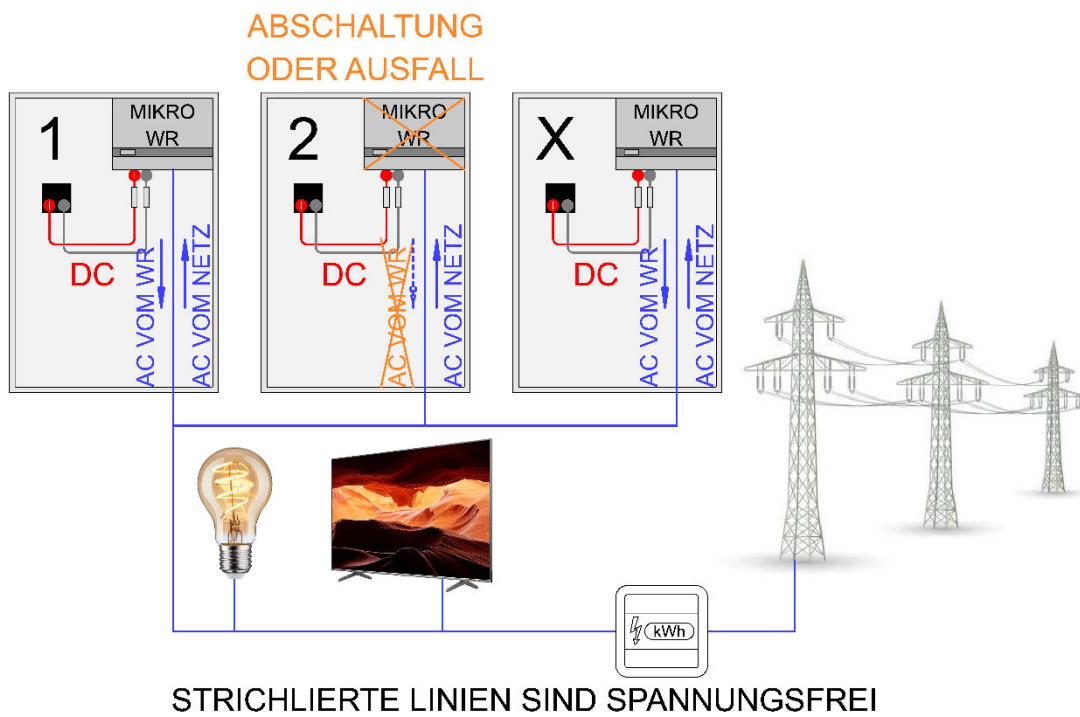 ABSCHALTUNG
ODER AUSFALL
1
MIKRO
WR
DC
AC VOM WR
AC VOM NETZ
2
MIKRO
WR
DC
AC VOM WR
AC VOM NETZ
X
MIKRO
WR
DC
AC VOM WR
AC VOM NETZ
kWh
STRICHLIERTE LINIEN SIND SPANNUNGSFREI